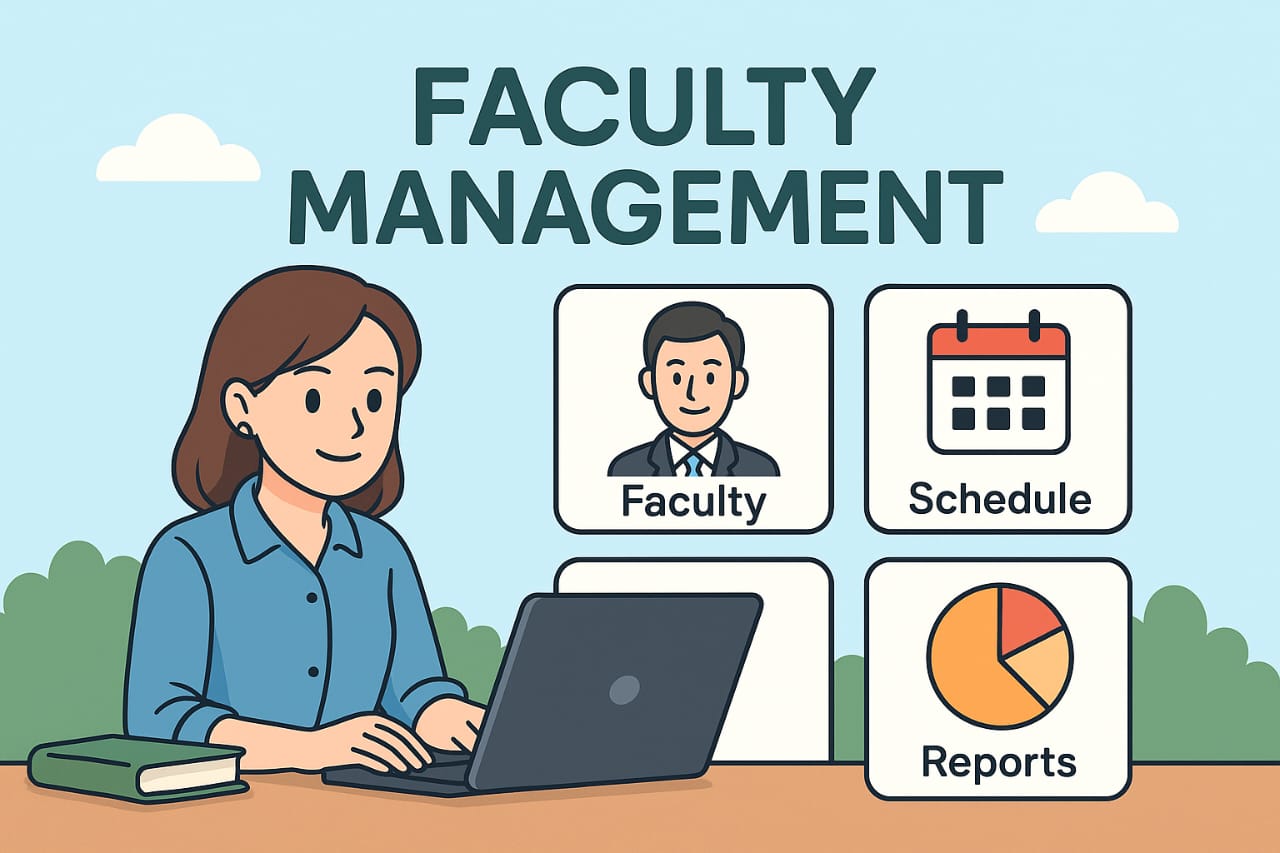 FACULTY
MANAGEMENT
Faculty
Schedule
Reports